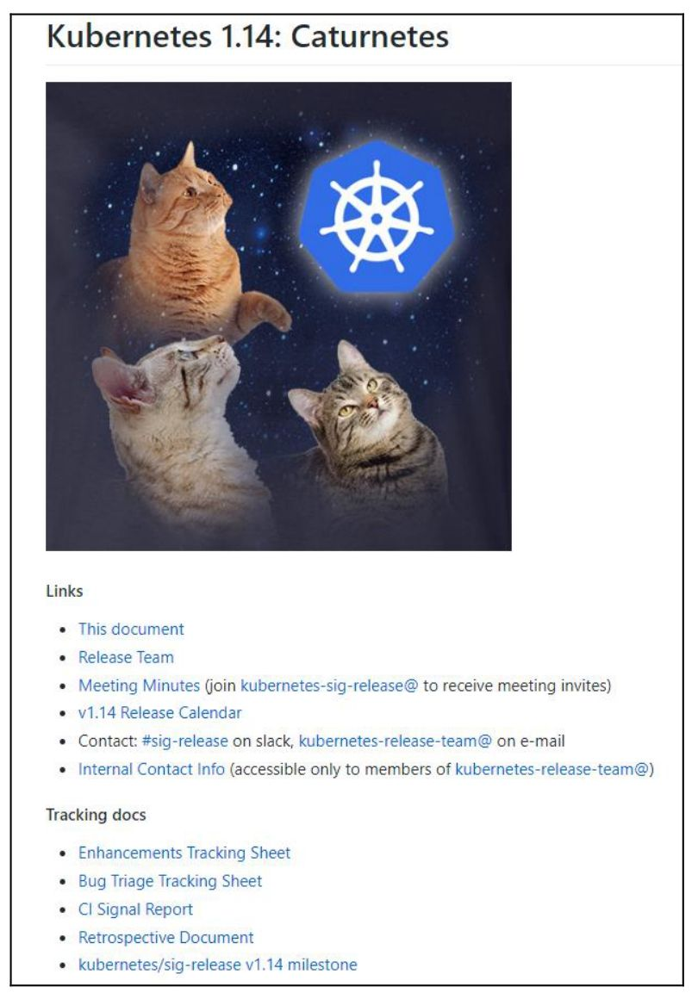 Kubernetes 1.14: Caturnetes
Links
This document
Release Team
Meeting Minutes (join kubernetes-sig-release@ to receive meeting invites)
v1.14 Release Calendar
Contact: #sig-release on slack, kubernetes-release-team@ on e-mail
Internal Contact Info (accessible only to members of kubernetes-release-team@)
Tracking docs
Enhancements Tracking Sheet
Bug Triage Tracking Sheet
CI Signal Report
Retrospective Document
kubernetes/sig-release v1.14 milestone